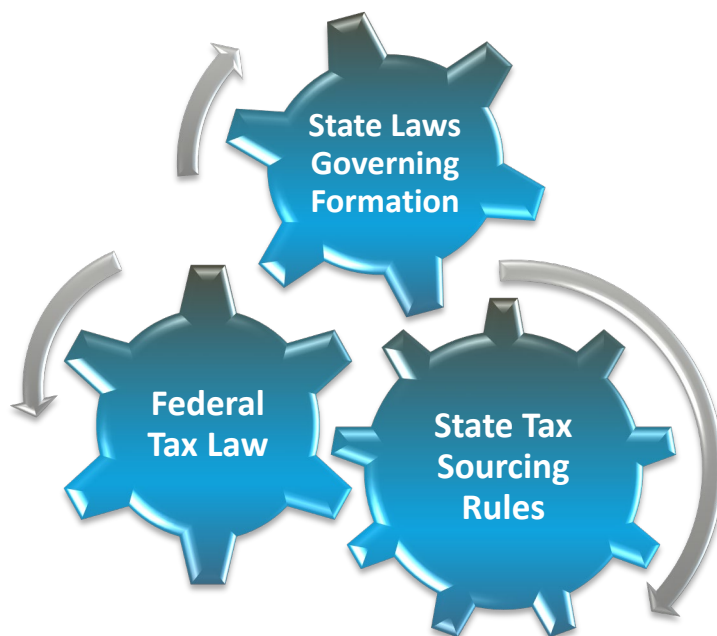 State Laws
Governing
Formation
Federal
Tax Law
State Tax
Sourcing
Rules